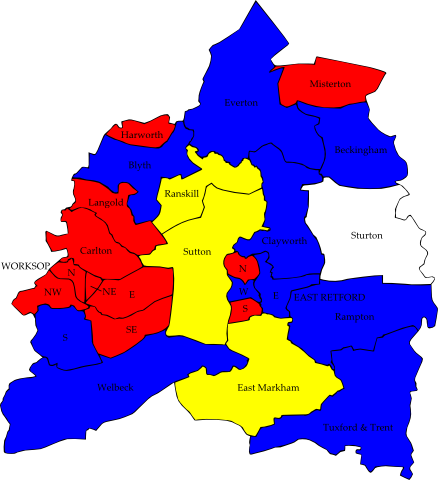 Misterton
Everton
Harworth
Beckingham
Blyth
Ranskill
Langold
Sturton
Clayworth
Carlton
Sutton
WORKSOP
N
N
NW
NE
E
W
E
EAST RETFORD
S
Rampton
SE
S
Welbeck
East Markham
Tuxford & Trent